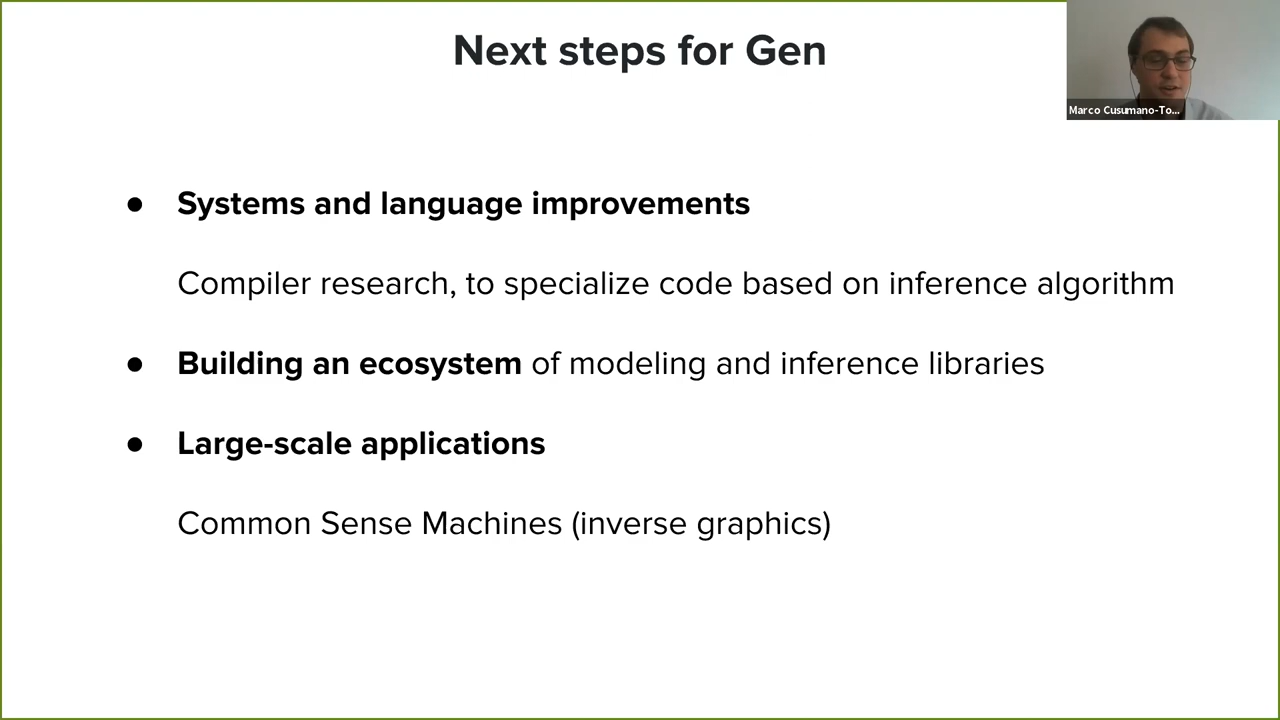 Next steps for Gen
Marco Cusumano-To...
● Systems and language improvements
Compiler research, to specialize code based on inference algorithm
● Building an ecosystem of modeling and inference libraries
● Large-scale applications
Common Sense Machines (inverse graphics)